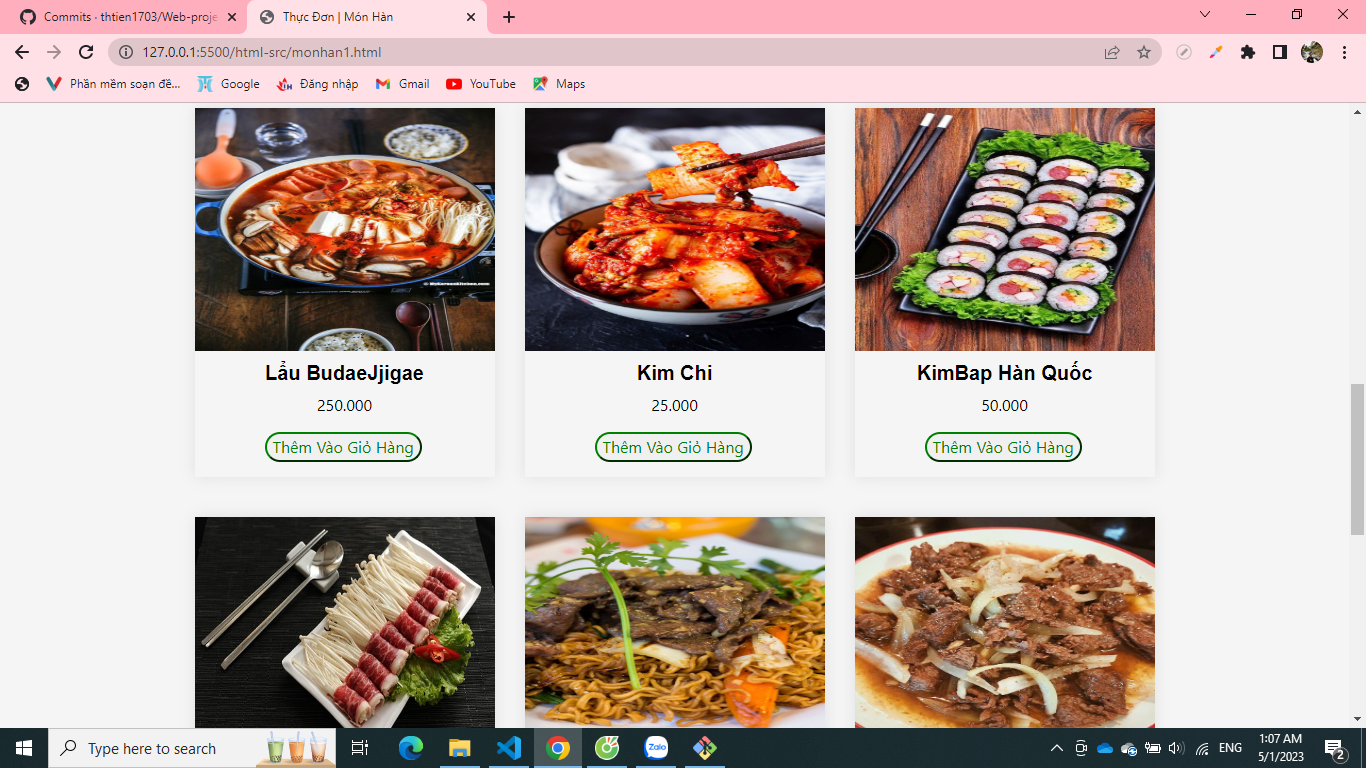 Commits · thtien1703/Web-proje
Thực Đơn | Món Hàn
127.0.0.1:5500/html-src/monhan1.html
Phần mềm soạn đề...
Google
Đăng nhập
Gmail
YouTube
Maps
Lẩu BudaeJjigae
Kim Chi
KimBap Hàn Quốc
250.000
25.000
50.000
Thêm Vào Giỏ Hàng
Thêm Vào Giỏ Hàng
Thêm Vào Giỏ Hàng
Type here to search
Zalo
ENG
1:07 AM
5/1/2023
2